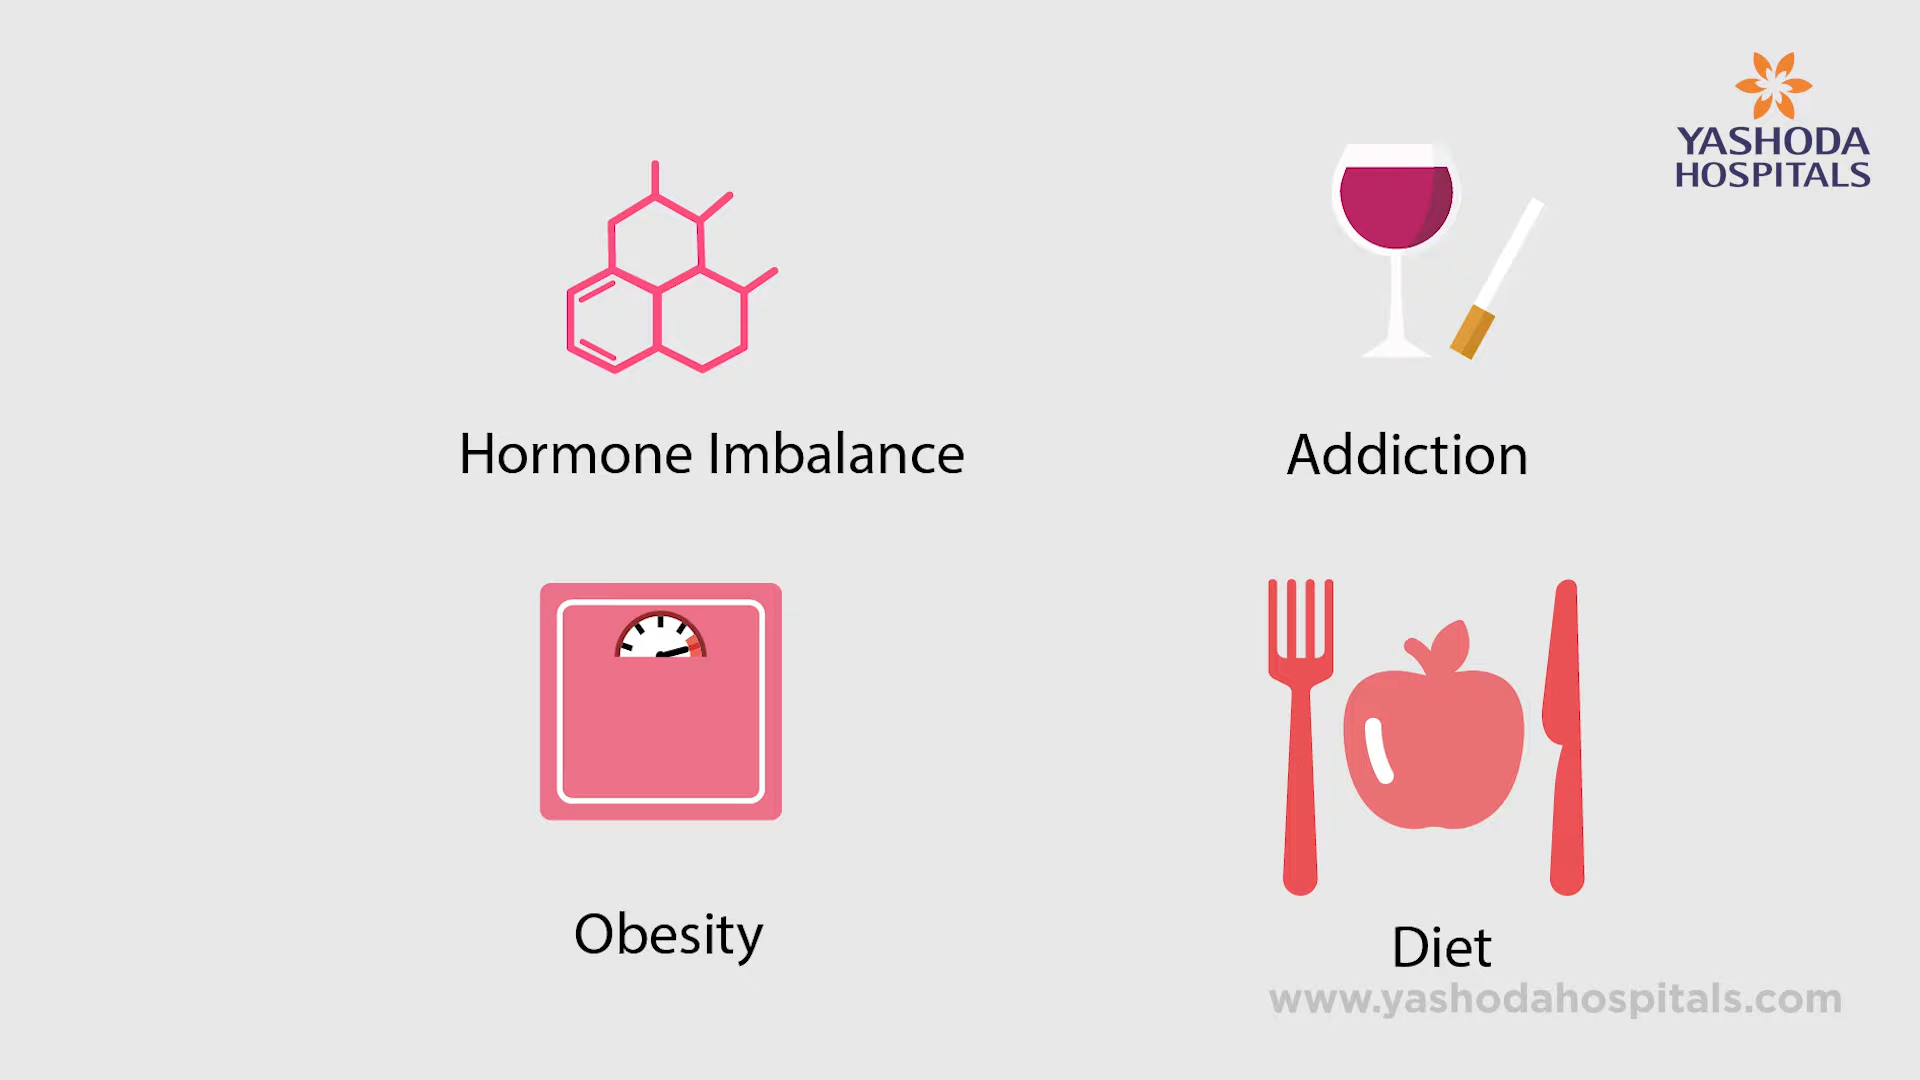 YASHODA
HOSPITALS
Hormone Imbalance
Addiction
Obesity
Diet
www.yashodahospitals.com